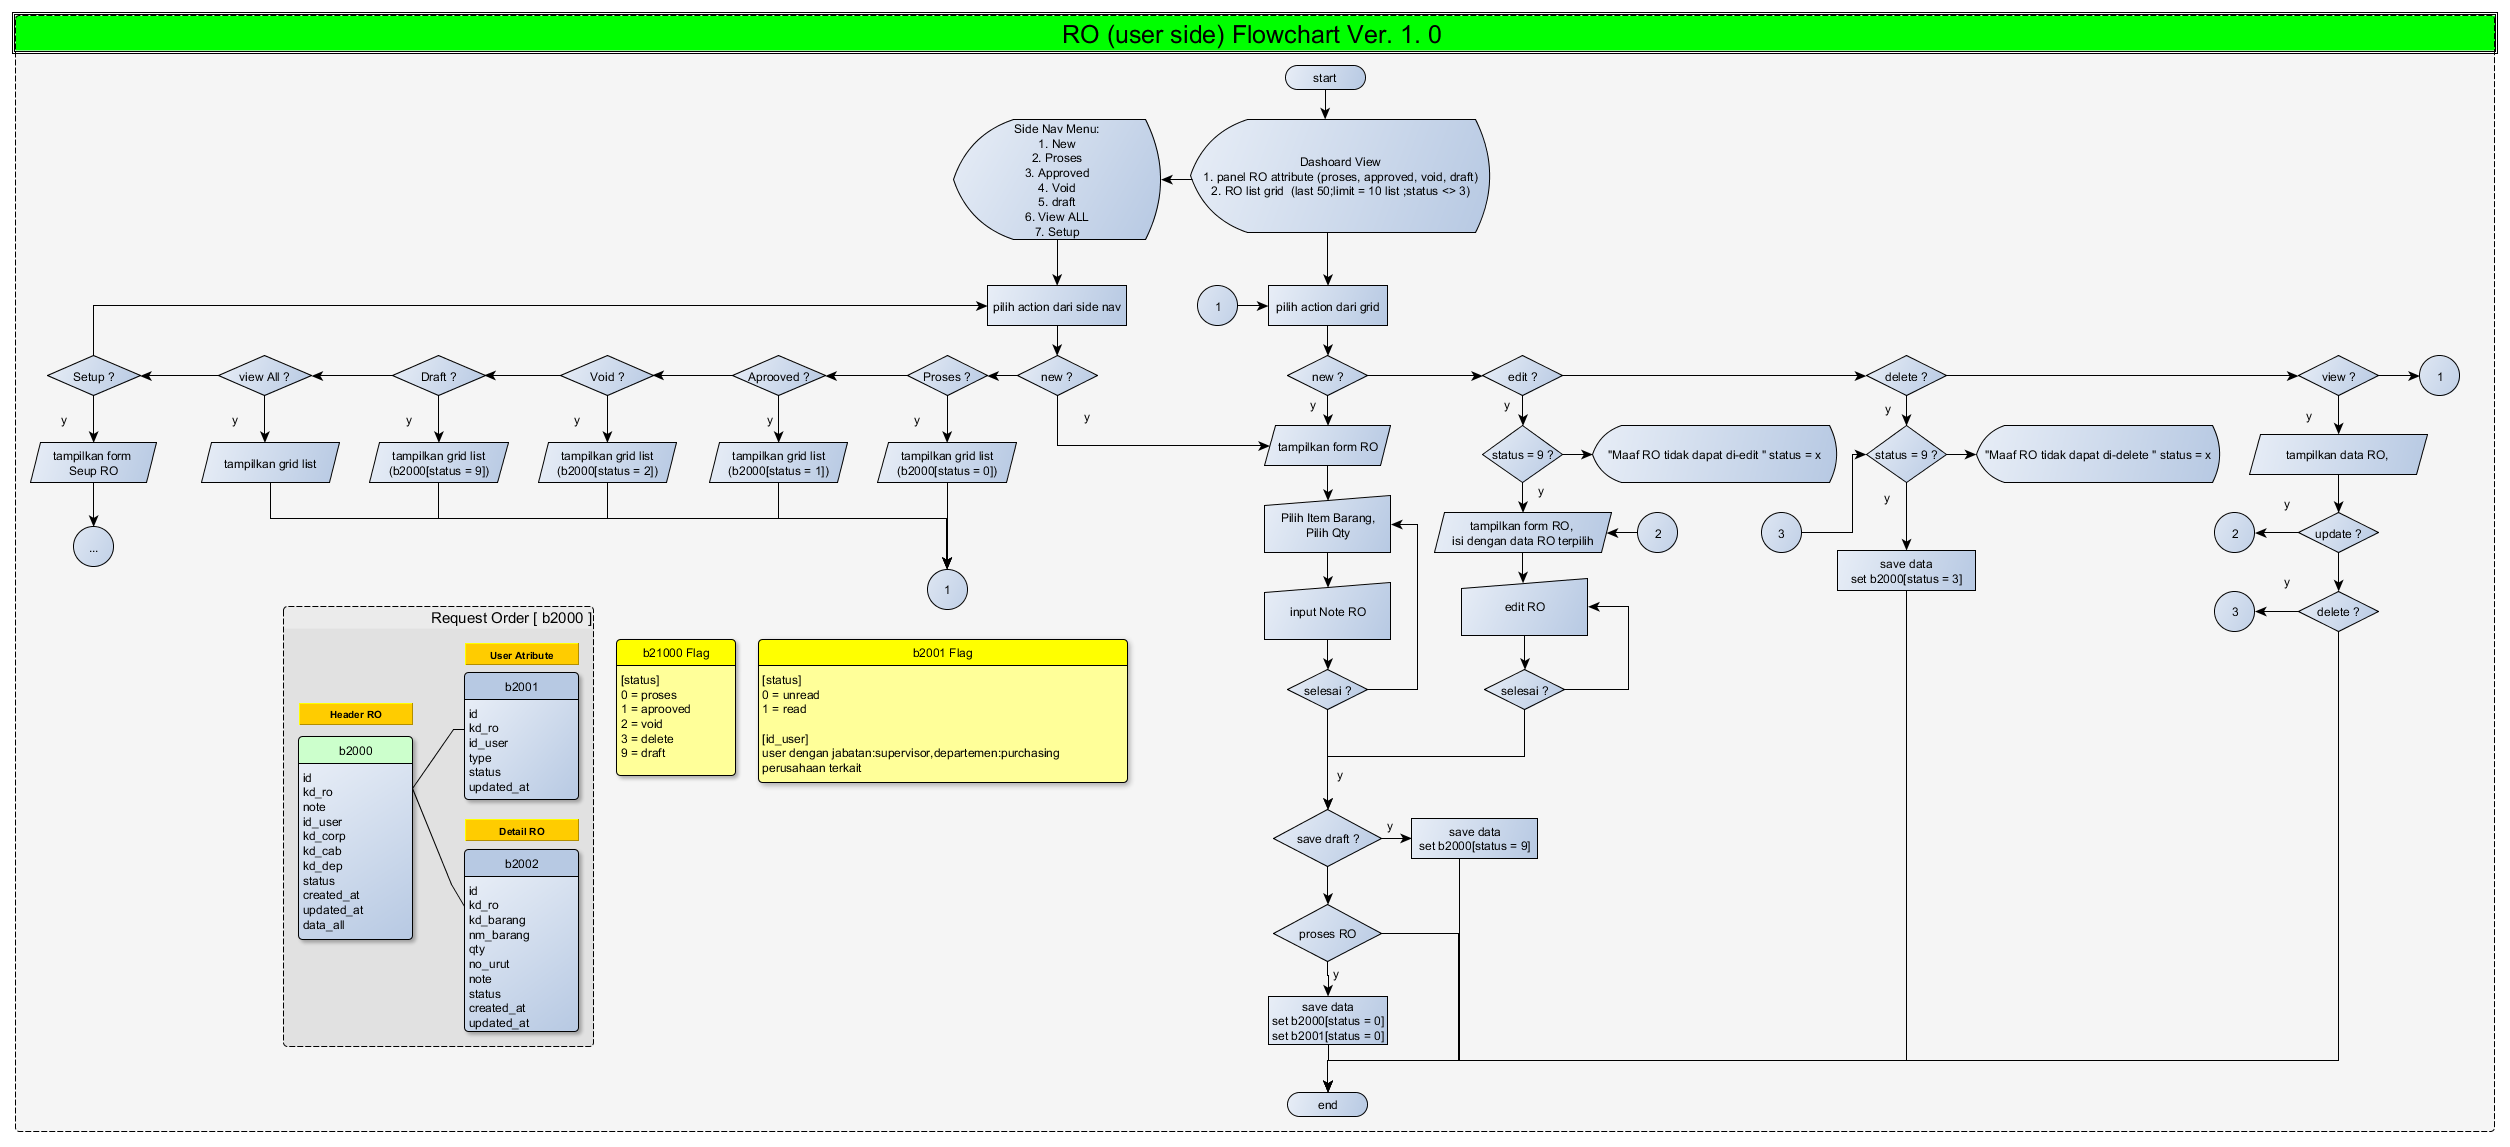 RO (user side) Flowchart Ver. 1. 0
start
Side Nav Menu:
1. New
2. Proses
3. Approved
4. Void
5. draft
6. View ALL
7. Setup
Dashoard View
1. panel RO attribute (proses, approved, void, draft)
2. RO list grid (last 50;limit = 10 list ;status <> 3)
pilih action dari side nav
1
pilih action dari grid
Setup ?
view All ?
Draft ?
Void ?
Aprooved ?
Proses ?
new ?
new ?
edit ?
delete ?
view ?
1
y
y
y
y
y
y
y
y
y
y
y
tampilkan form
Seup RO
tampilkan grid list
tampilkan grid list
(b2000[status = 9])
tampilkan grid list
(b2000[status = 2])
tampilkan grid list
(b2000[status = 1])
tampilkan grid list
(b2000[status = 0])
tampilkan form RO
status = 9 ?
"Maaf RO tidak dapat di-edit " status = x
status = 9 ?
"Maaf RO tidak dapat di-delete " status = x
tampilkan data RO,
y
y
y
...
1
Pilih Item Barang,
Pilih Qty
tampilkan form RO,
isi dengan data RO terpilih
2
3
save data
set b2000[status = 3]
2
update ?
y
3
delete ?
input Note RO
edit RO
selesai ?
selesai ?
Request Order [ b2000 ]
User Atribute
b2001
id
kd_ro
id_user
type
status
updated_at
Header RO
b2000
id
kd_ro
note
id_user
kd_corp
kd_cab
kd_dep
status
created_at
updated_at
data_all
Detail RO
b2002
id
kd_ro
kd_barang
nm_barang
qty
no_urut
note
status
created_at
updated_at
b21000 Flag
[status]
0 = proses
1 = aprooved
2 = void
3 = delete
9 = draft
b2001 Flag
[status]
0 = unread
1 = read
[id_user]
user dengan jabatan:supervisor,departemen:purchasing
perusahaan terkait
y
save draft ?
y
save data
set b2000[status = 9]
proses RO
y
save data
set b2000[status = 0]
set b2001[status = 0]
end